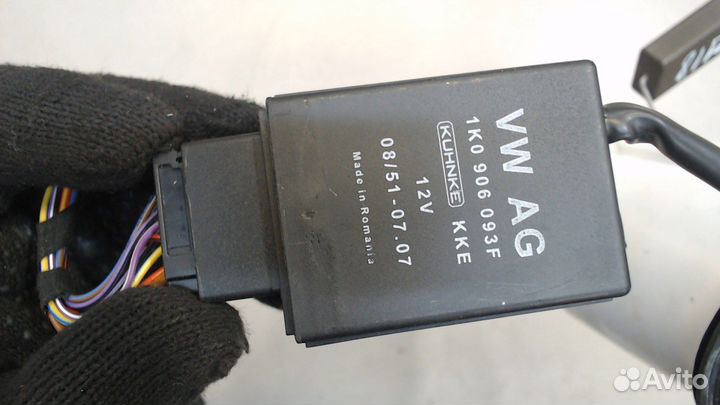 VW AG
1K0 906 093F
KUHNKE KKE
12V
08/51-07.07
Made in Romania
Avito